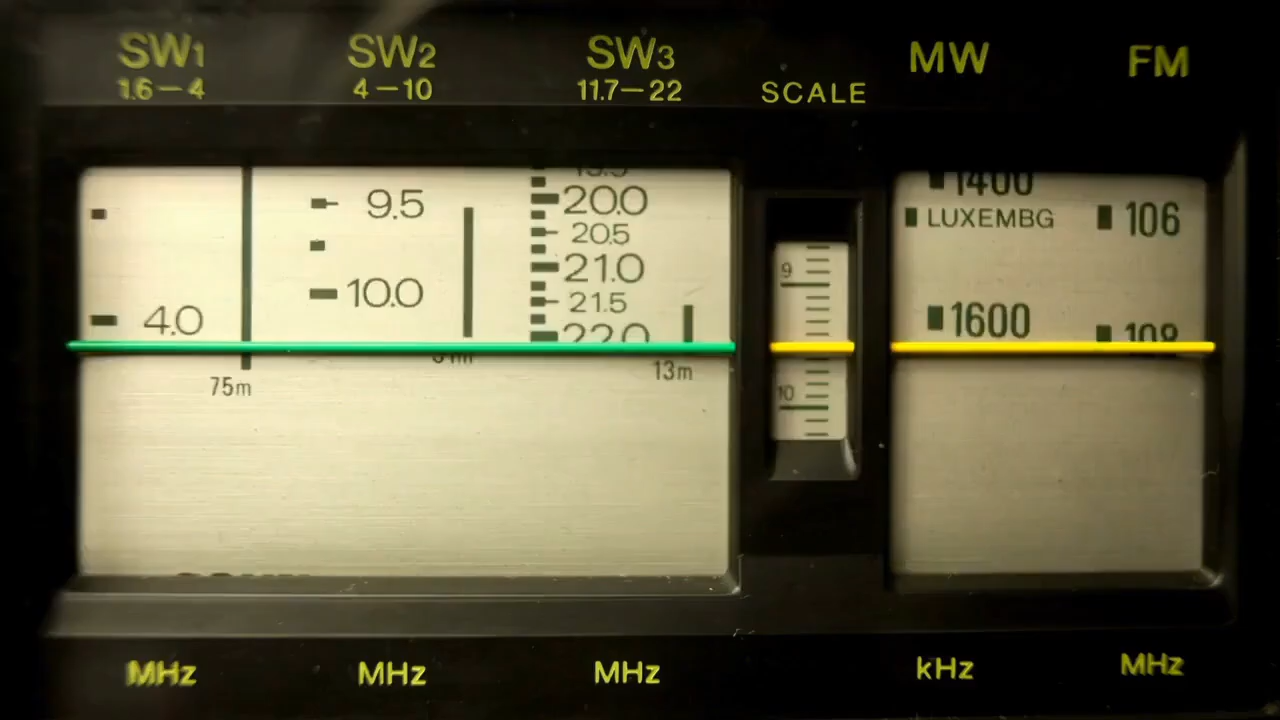 SW1
1.6－4
SW2
4－10
SW3
11.7－22
SCALE
MW
FM
4.0
75m
9.5
10.0
20.0
20.5
21.0
21.5
22.0
13m
9
10
1400
LUXEMBG
1600
106
108
MHz
MHz
MHz
kHz
MHz